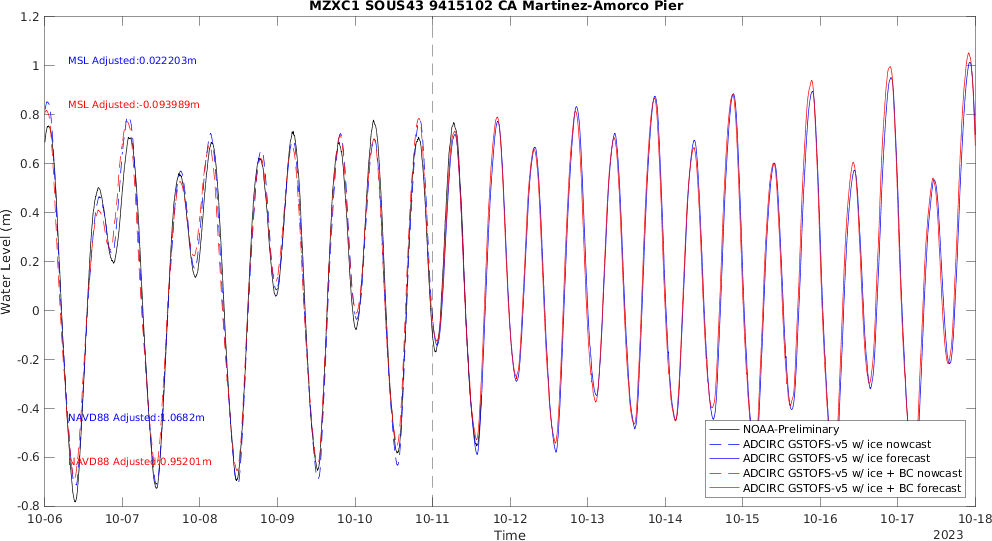 MZXC1 SOUS43 9415102 CA Martinez-Amorco Pier
1.2
1
0.8
0.6
0.4
0.2
0
-0.2
-0.4
-0.6
-0.8
Water Level (m)
MSL Adjusted:0.022203m
MSL Adjusted:-0.093989m
NAVD88 Adjusted:1.0682m
NAVD88 Adjusted:0.95201m
NOAA-Preliminary
ADCIRC GSTOFS-v5 w/ ice nowcast
ADCIRC GSTOFS-v5 w/ ice forecast
ADCIRC GSTOFS-v5 w/ ice + BC nowcast
ADCIRC GSTOFS-v5 w/ ice + BC forecast
10-06 10-07 10-08 10-09 10-10 10-11 10-12 10-13 10-14 10-15 10-16 10-17 10-18
Time
2023